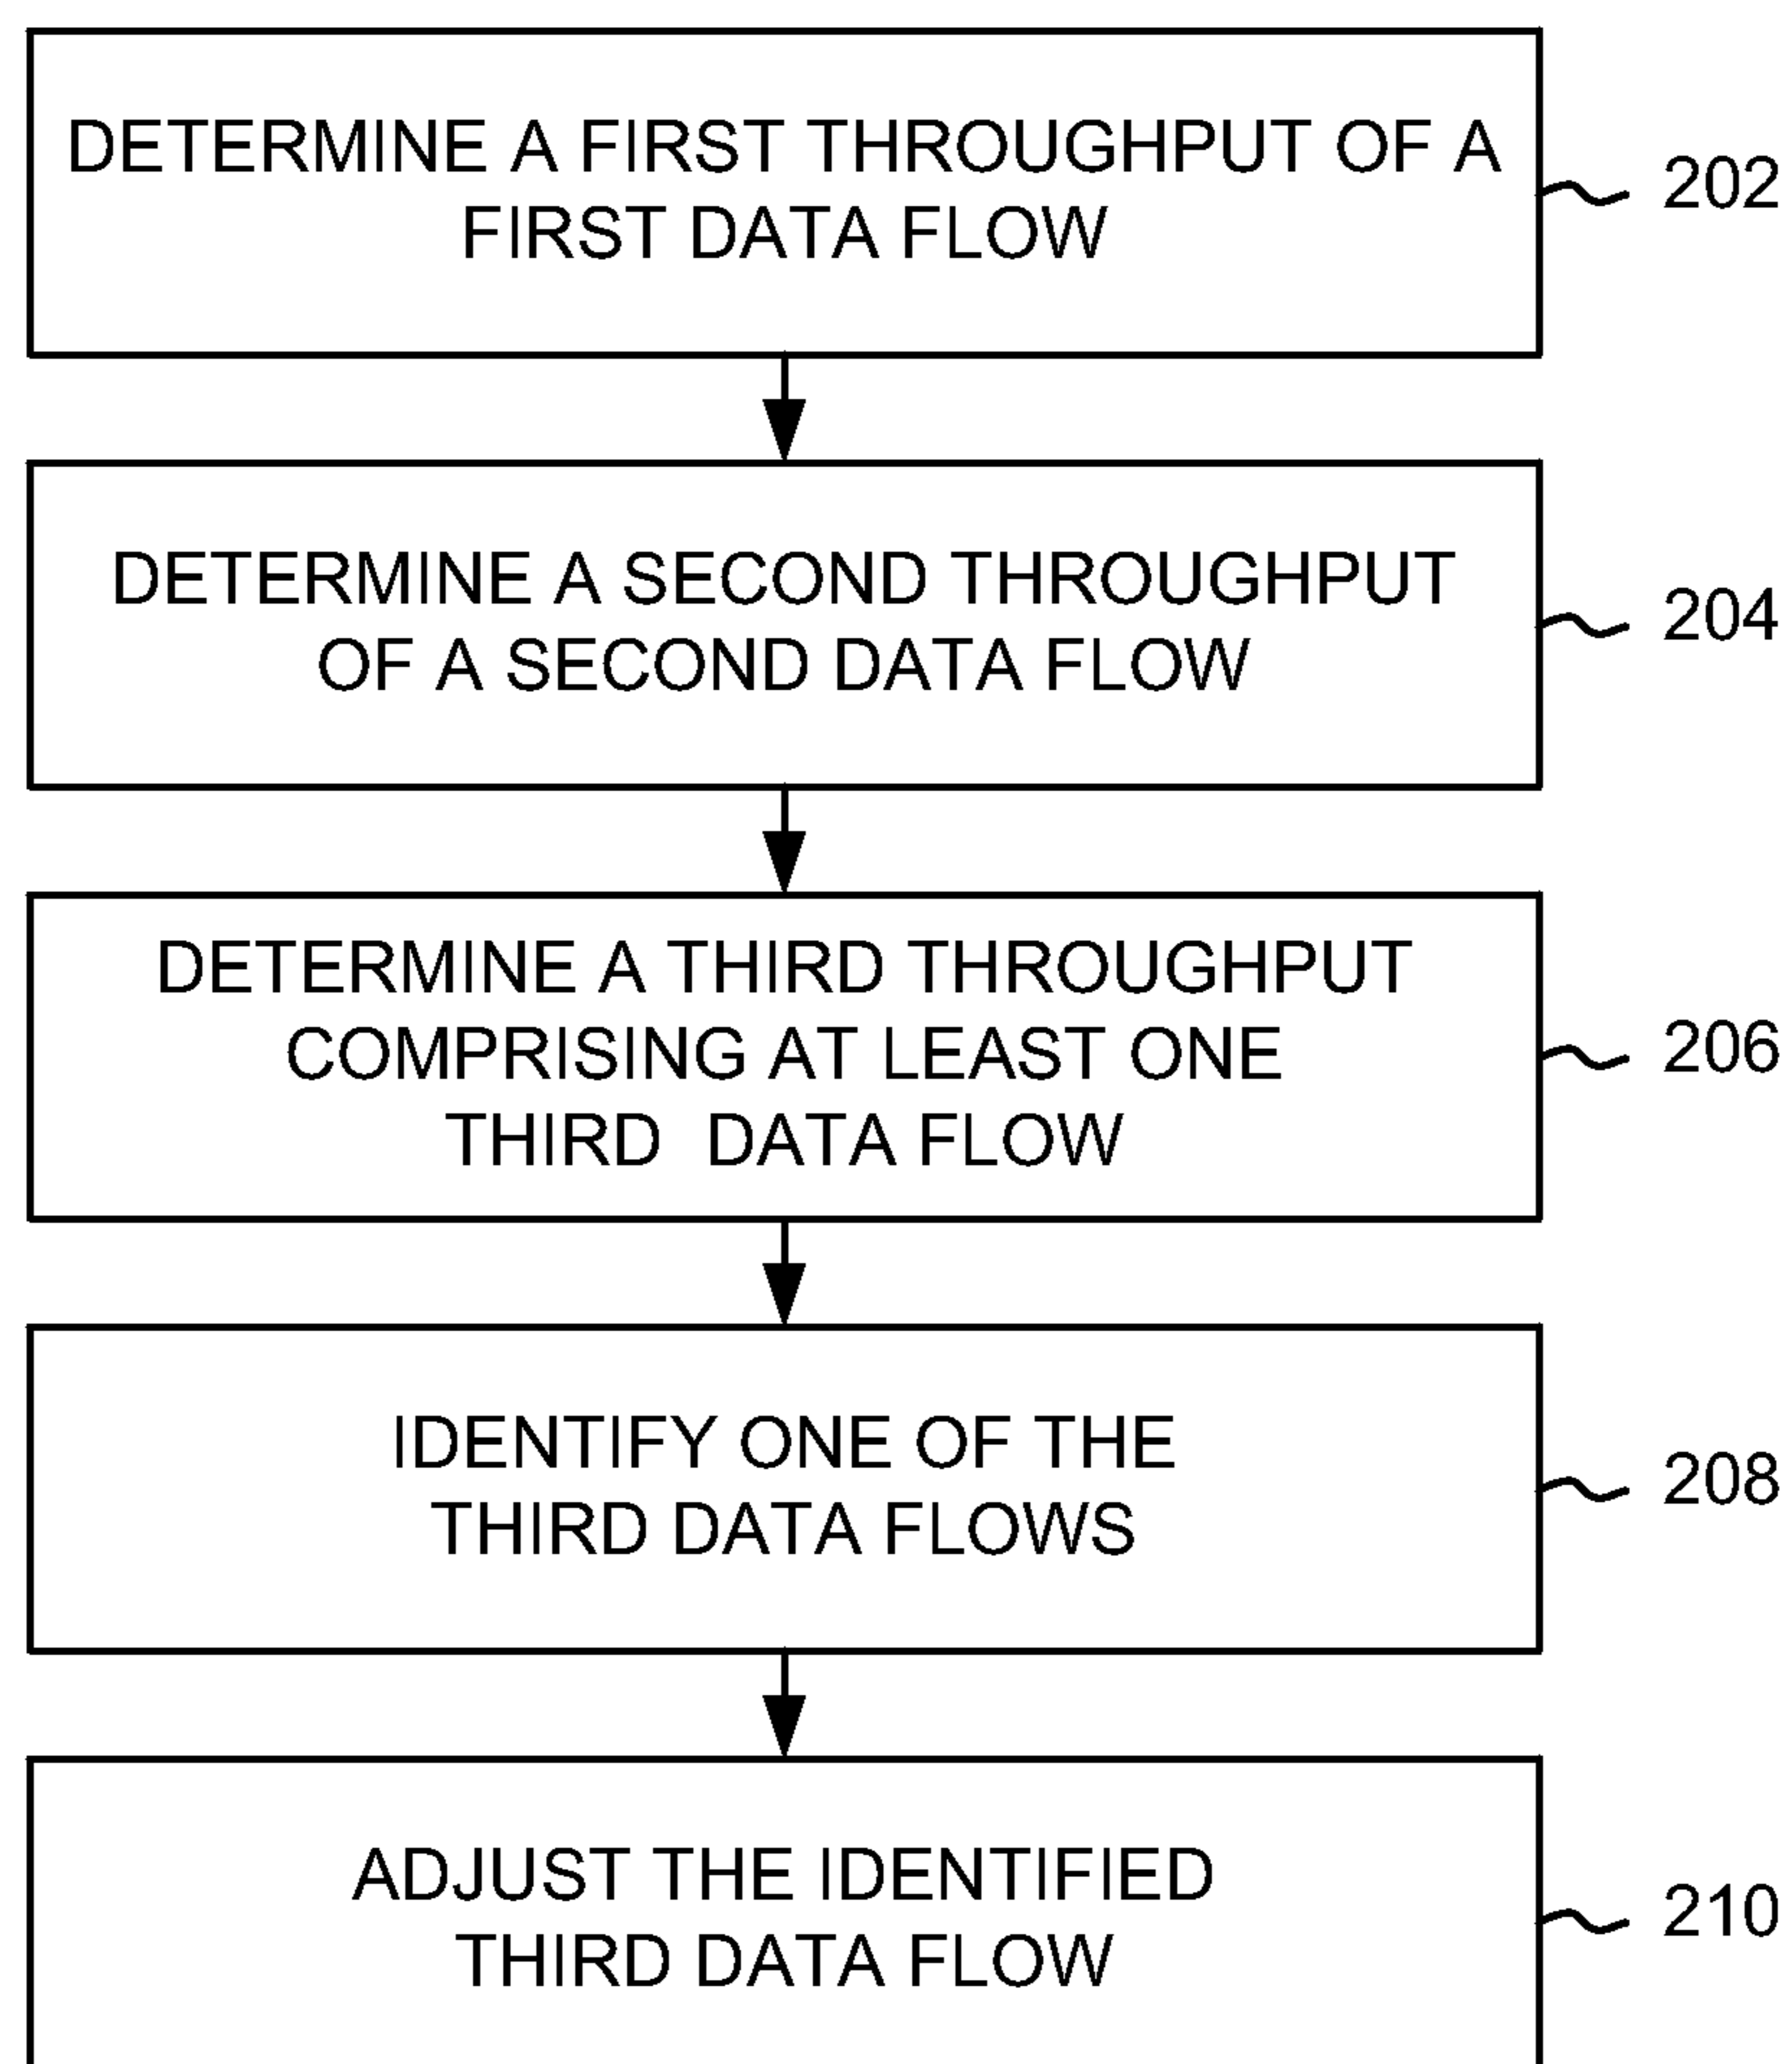 DETERMINE A FIRST THROUGHPUT OF A
FIRST DATA FLOW
202
DETERMINE A SECOND THROUGHPUT
OF A SECOND DATA FLOW
204
DETERMINE A THIRD THROUGHPUT
COMPRISING AT LEAST ONE
THIRD DATA FLOW
206
IDENTIFY ONE OF THE
THIRD DATA FLOWS
208
ADJUST THE IDENTIFIED
THIRD DATA FLOW
210